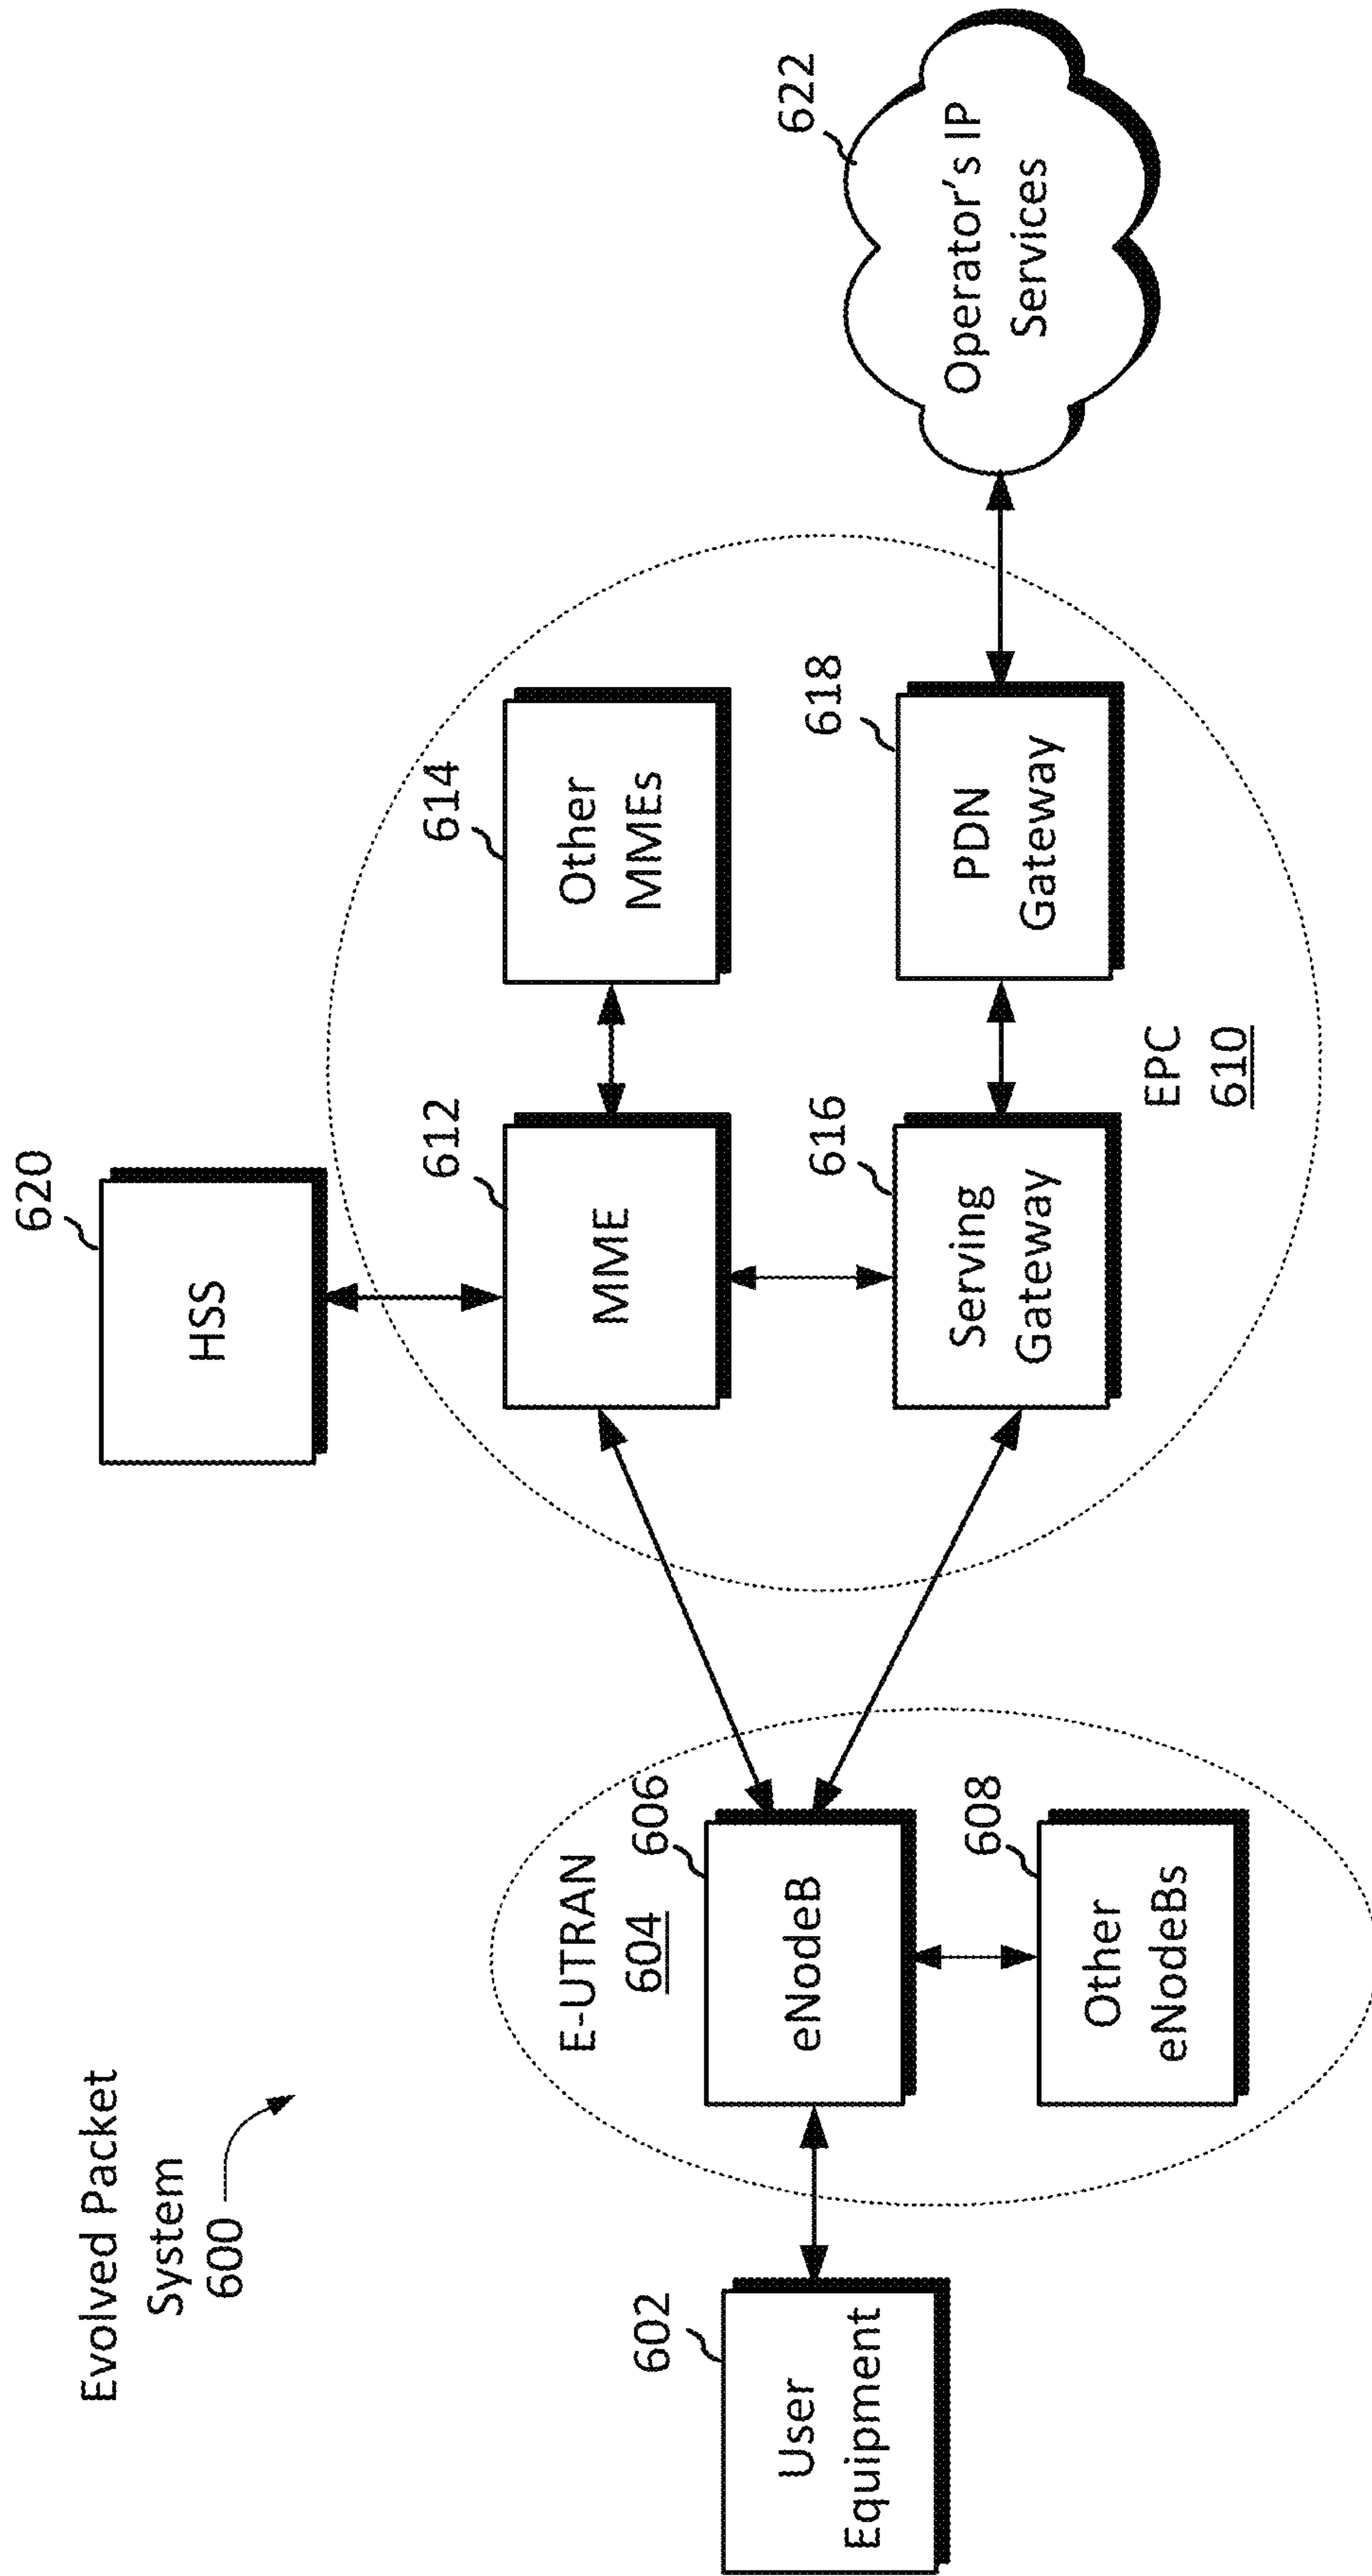 Evolved Packet
System
600
620
HSS
614
Other
MMEs
612
MME
618
PDN
Gateway
616
Serving
Gateway
EPC
610
622
Operator's IP
Services
E-UTRAN
604
606
eNodeB
608
Other
eNodeBs
602
User
Equipment